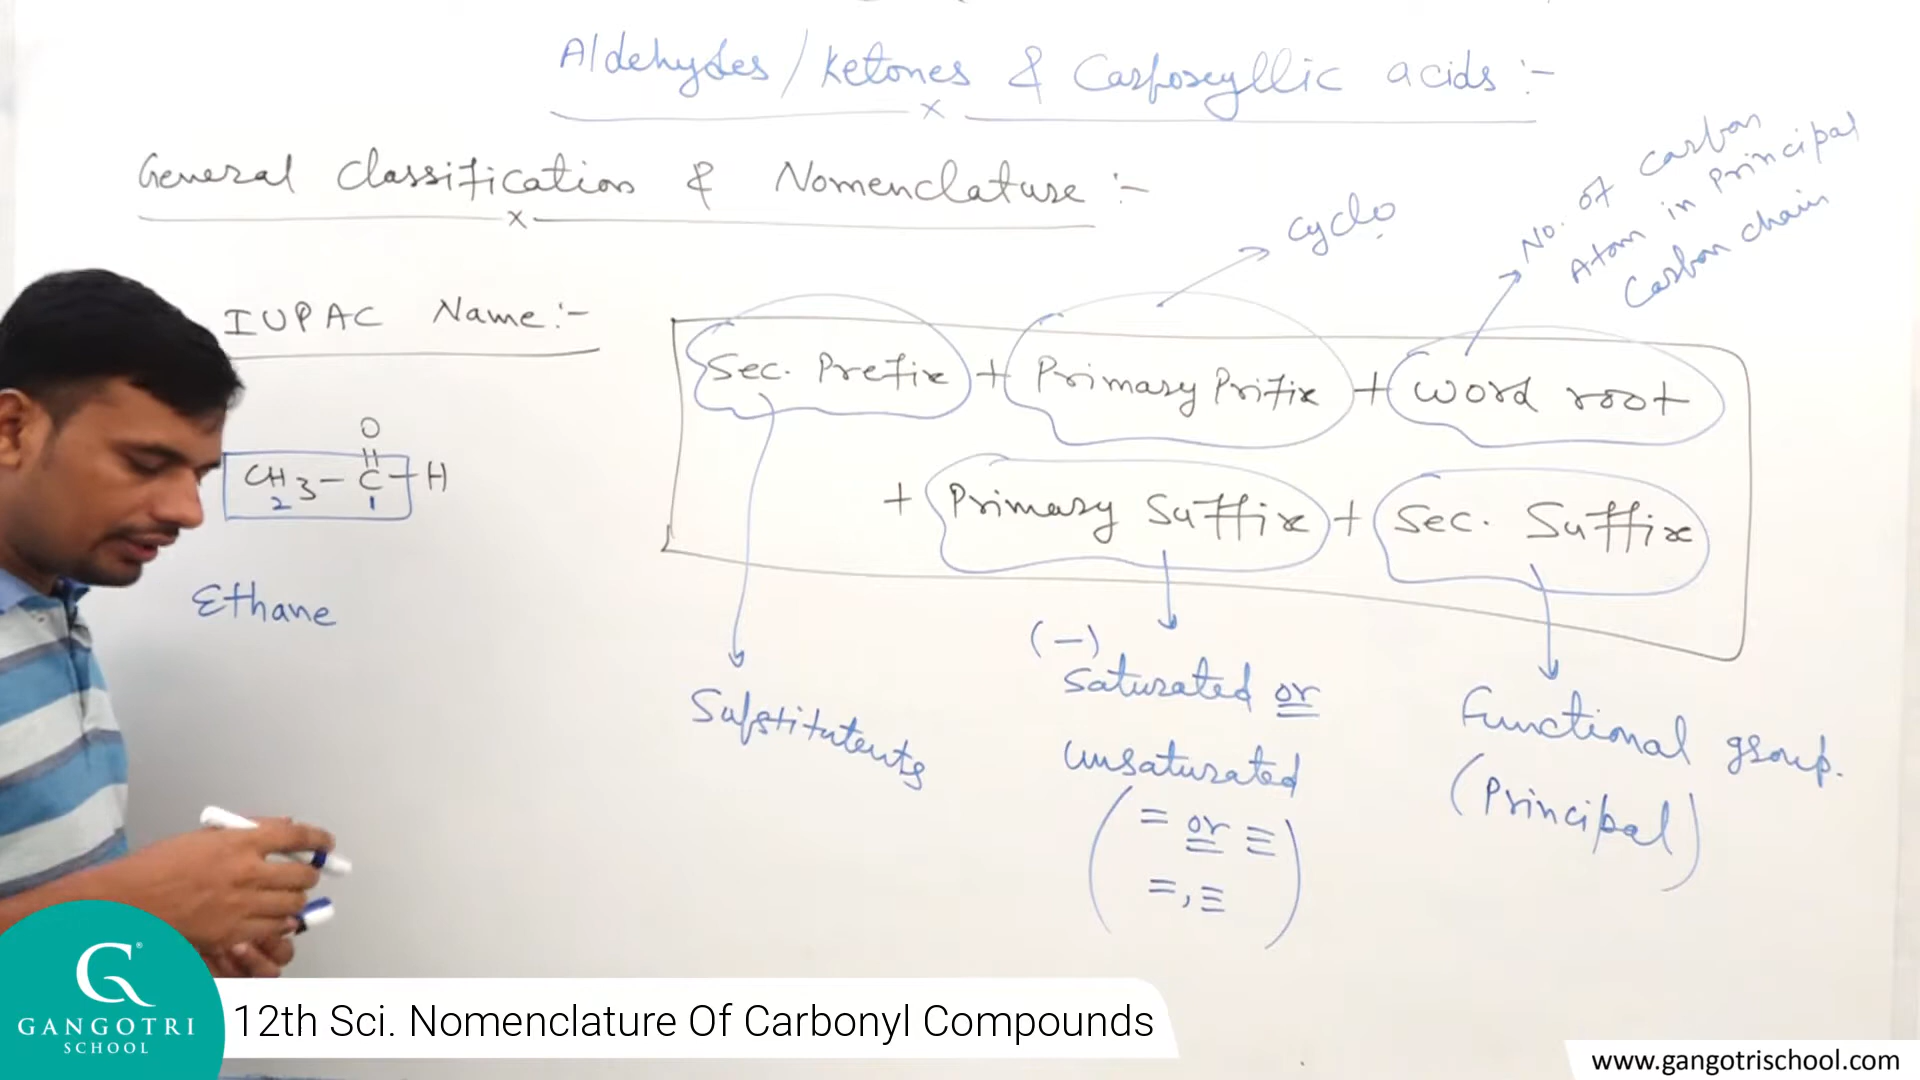 Aldehydes / Ketones & Carboxyllic acids :-
General Classification & Nomenclature :-
IUPAC Name :-
cyclo
No. of carbon
Atom in Principal
Carbon chain
Sec. Prefix + Primary Prifix + word root
+ Primary Suffix + Sec. Suffix
O
CH3 - C - H
2 1
Ethane
Substitutents
(-)
Saturated or
unsaturated
(= or ≡
=, ≡)
Functional group.
(Principal)
G®
GANGOTRI
SCHOOL
12th Sci. Nomenclature Of Carbonyl Compounds
www.gangotrischool.com